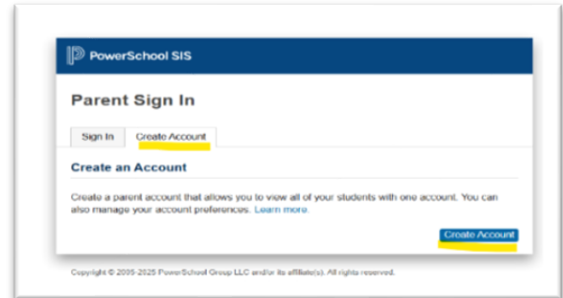 PowerSchool SIS
Parent Sign In
Sign In Create Account
Create an Account
Create a parent account that allows you to view all of your students with one account. You can
also manage your account preferences. Learn more.
Create Account
Copyright © 2005-2025 PowerSchool Group LLC and/or its affiliate(s). All rights reserved.